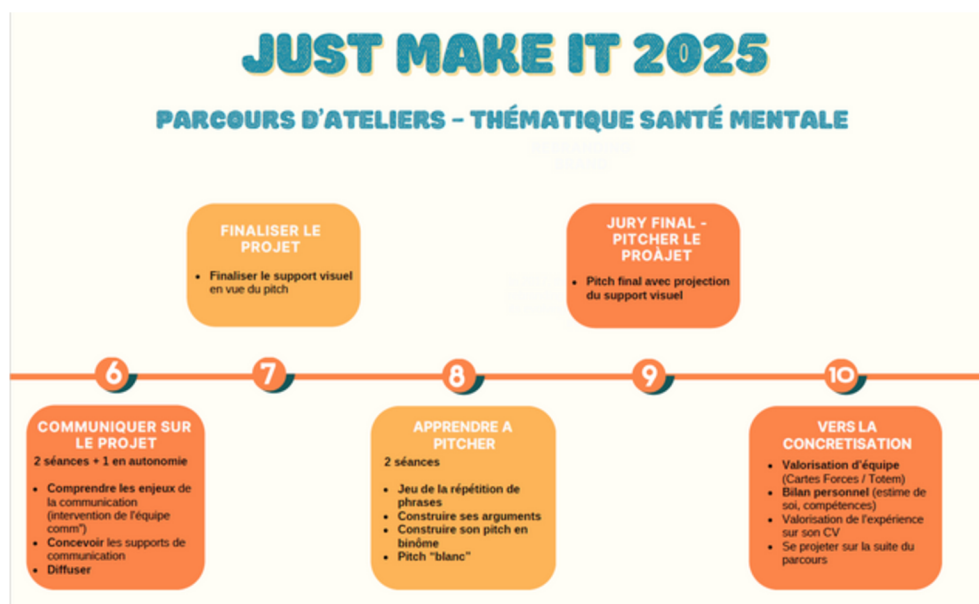 JUST MAKE IT 2025
PARCOURS D'ATELIERS – THÉMATIQUE SANTÉ MENTALE
FINALISER LE
PROJET
• Finaliser le support visuel
en vue du pitch
JURY FINAL -
PITCHER LE
PROÀJET
• Pitch final avec projection
du support visuel
6
7
8
9
10
COMMUNIQUER SUR
LE PROJET
2 séances + 1 en autonomie
• Comprendre les enjeux de
la communication
(intervention de l'équipe
comm")
• Concevoir les supports de
communication
• Diffuser
APPRENDRE A
PITCHER
2 séances
• Jeu de la répétition de
phrases
• Construire ses arguments
• Construire son pitch en
binôme
• Pitch "blanc"
VERS LA
CONCRETISATION
• Valorisation d'équipe
(Cartes Forces / Totem)
• Bilan personnel (estime de
soi, compétences)
• Valorisation de l'expérience
sur son CV
• Se projeter sur la suite du
parcours